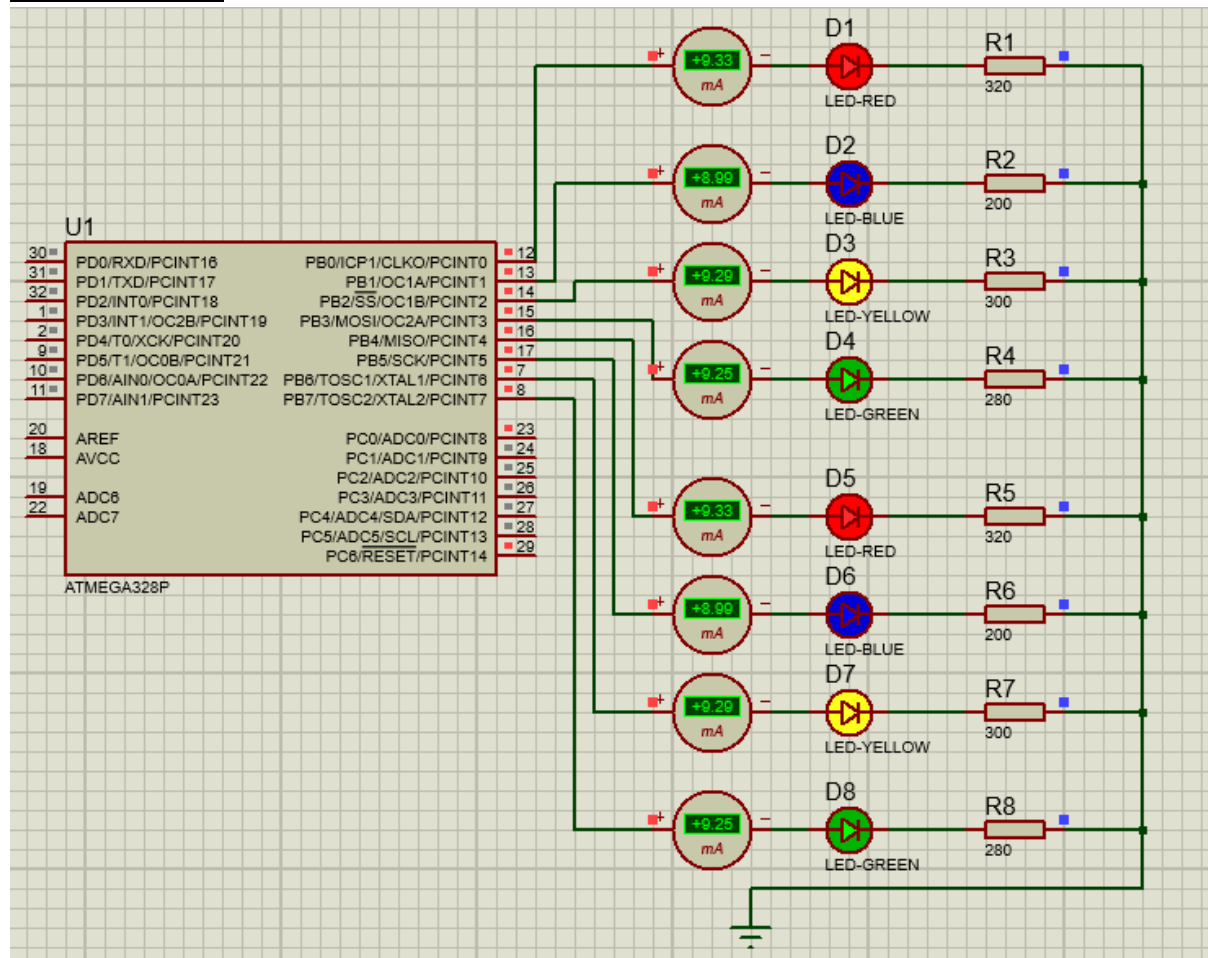 U1
30 PD0/RXD/PCINT16
31 PD1/TXD/PCINT17
32 PD2/INT0/PCINT18
1 PD3/INT1/OC2B/PCINT19
2 PD4/T0/XCK/PCINT20
9 PD5/T1/OC0B/PCINT21
10 PD6/AIN0/OC0A/PCINT22
11 PD7/AIN1/PCINT23
20 AREF
18 AVCC
19 ADC6
22 ADC7
PB0/ICP1/CLKO/PCINT0 12
PB1/OC1A/PCINT1 13
PB2/SS/OC1B/PCINT2 14
PB3/MOSI/OC2A/PCINT3 15
PB4/MISO/PCINT4 16
PB5/SCK/PCINT5 17
PB6/TOSC1/XTAL1/PCINT6 7
PB7/TOSC2/XTAL2/PCINT7 8
PC0/ADC0/PCINT8 23
PC1/ADC1/PCINT9 24
PC2/ADC2/PCINT10 25
PC3/ADC3/PCINT11 26
PC4/ADC4/SDA/PCINT12 27
PC5/ADC5/SCL/PCINT13 28
PC6/RESET/PCINT14 29
ATMEGA328P
D1 R1
+ +9.33 −
mA
LED-RED 320
D2 R2
+ +8.99 −
mA
LED-BLUE 200
D3 R3
+ +9.29 −
mA
LED-YELLOW 300
D4 R4
+ +9.25 −
mA
LED-GREEN 280
D5 R5
+ +9.33 −
mA
LED-RED 320
D6 R6
+ +8.99 −
mA
LED-BLUE 200
D7 R7
+ +9.29 −
mA
LED-YELLOW 300
D8 R8
+ +9.25 −
mA
LED-GREEN 280